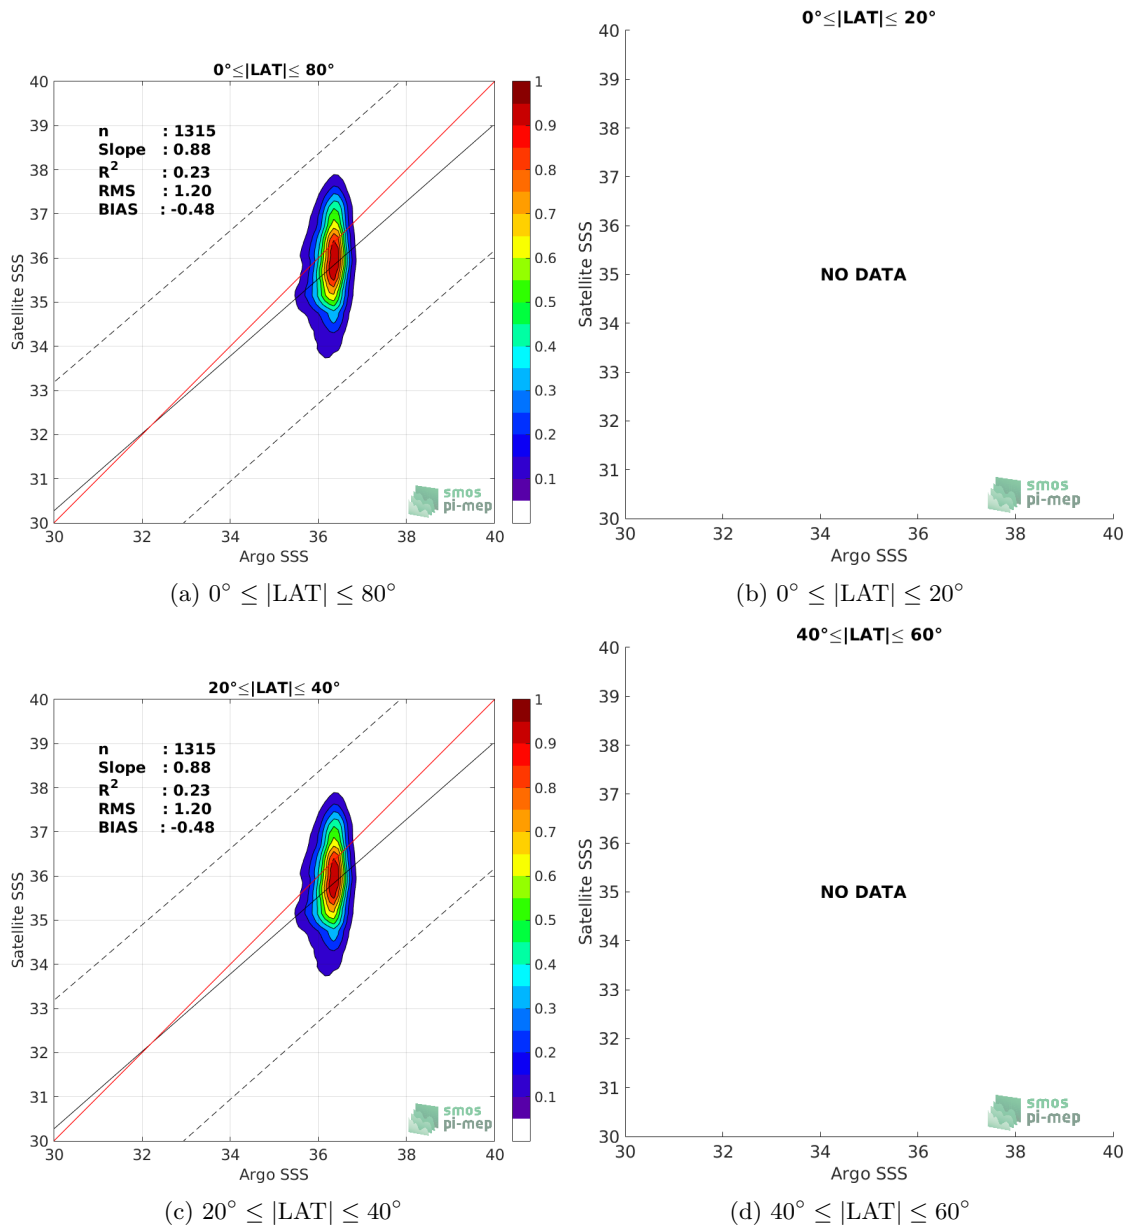 0°≤|LAT|≤ 80°
n : 1315
Slope : 0.88
R² : 0.23
RMS : 1.20
BIAS : -0.48
Satellite SSS
40
39
38
37
36
35
34
33
32
31
30
30 32 34 36 38 40
Argo SSS
1
0.9
0.8
0.7
0.6
0.5
0.4
0.3
0.2
0.1
smos
pi-mep
(a) 0° ≤ |LAT| ≤ 80°
0°≤|LAT|≤ 20°
Satellite SSS
40
39
38
37
36
35
34
33
32
31
30
NO DATA
smos
pi-mep
30 32 34 36 38 40
Argo SSS
(b) 0° ≤ |LAT| ≤ 20°
20°≤|LAT|≤ 40°
n : 1315
Slope : 0.88
R² : 0.23
RMS : 1.20
BIAS : -0.48
Satellite SSS
40
39
38
37
36
35
34
33
32
31
30
30 32 34 36 38 40
Argo SSS
1
0.9
0.8
0.7
0.6
0.5
0.4
0.3
0.2
0.1
smos
pi-mep
(c) 20° ≤ |LAT| ≤ 40°
40°≤|LAT|≤ 60°
Satellite SSS
40
39
38
37
36
35
34
33
32
31
30
NO DATA
smos
pi-mep
30 32 34 36 38 40
Argo SSS
(d) 40° ≤ |LAT| ≤ 60°